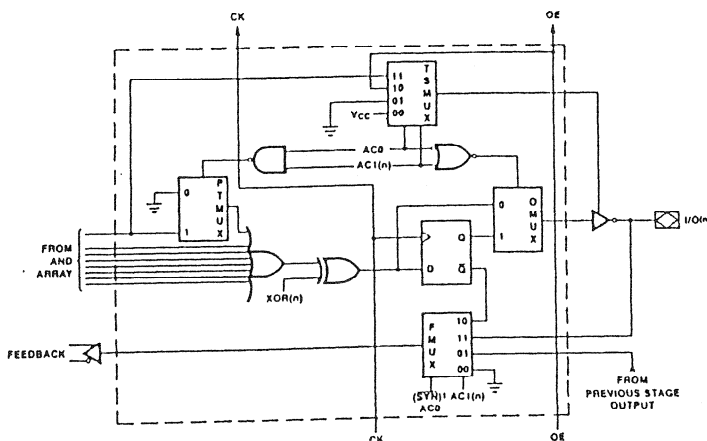 CK
OE
11
10
01
00
T
S
M
U
X
VCC
AC0
AC1(n)
0
1
P
T
M
U
X
0
1
O
M
U
X
I/O(n
FROM
AND
ARRAY
XOR(n)
Q
D
Q̅
FEEDBACK
F
M
U
X
10
11
01
00
(SYN)
AC0
AC1(n)
FROM
PREVIOUS STAGE
OUTPUT
CK
OE